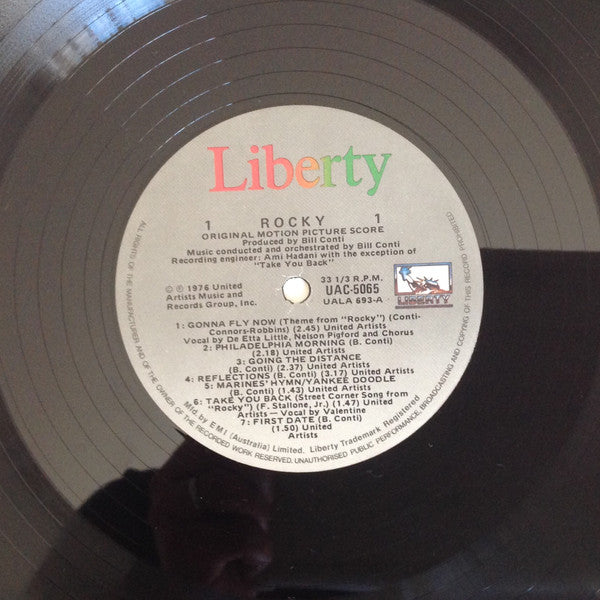 Liberty
1 ROCKY 1
ORIGINAL MOTION PICTURE SCORE
Produced by Bill Conti
Music conducted and orchestrated by Bill Conti
Recording engineer: Ami Hadani with the exception of
"Take You Back"
℗ © 1976 United
Artists Music and
Records Group, Inc.
33 1/3 R.P.M.
UAC-5065
UALA 693-A
LIBERTY
1: GONNA FLY NOW (Theme from "Rocky") (Conti-
Connors-Robbins) (2.45) United Artists
Vocal by De Etta Little, Nelson Pigford and Chorus
2: PHILADELPHIA MORNING (B. Conti)
(2.18) United Artists
3: GOING THE DISTANCE
(B. Conti) (2.37) United Artists
4: REFLECTIONS (B. Conti) (3.17) United Artists
5: MARINES' HYMN/YANKEE DOODLE
(B. Conti) (1.43) United Artists
6: TAKE YOU BACK (Street Corner Song from
"Rocky") (F. Stallone, Jr.) (1.47) United
Artists — Vocal by Valentine
7: FIRST DATE (B. Conti)
(1.50) United
Artists
Mfd. by EMI (Australia) Limited. Liberty Trademark Registered
ALL RIGHTS OF THE MANUFACTURER AND OF THE OWNER OF THE RECORDED WORK RESERVED. UNAUTHORISED PUBLIC PERFORMANCE, BROADCASTING AND COPYING OF THIS RECORD PROHIBITED.